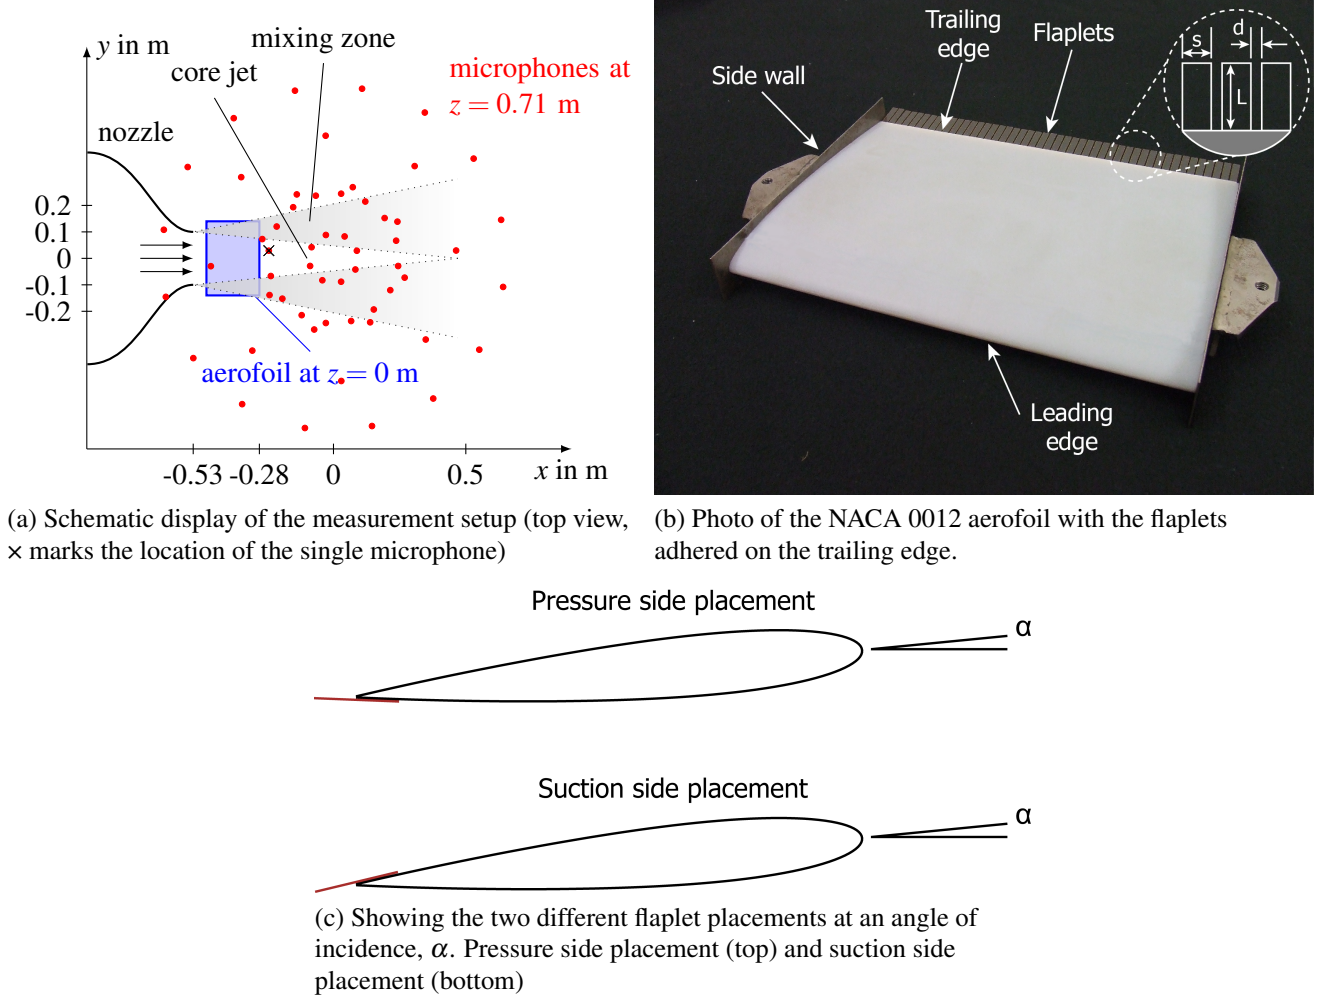 y in m
mixing zone
core jet
microphones at
z = 0.71 m
nozzle
0.2
0.1
0
-0.1
-0.2
aerofoil at z = 0 m
-0.53 -0.28 0 0.5 x in m
(a) Schematic display of the measurement setup (top view,
× marks the location of the single microphone)
Trailing
edge
Flaplets
Side wall
s
d
L
Leading
edge
(b) Photo of the NACA 0012 aerofoil with the flaplets
adhered on the trailing edge.
Pressure side placement
α
Suction side placement
α
(c) Showing the two different flaplet placements at an angle of
incidence, α. Pressure side placement (top) and suction side
placement (bottom)